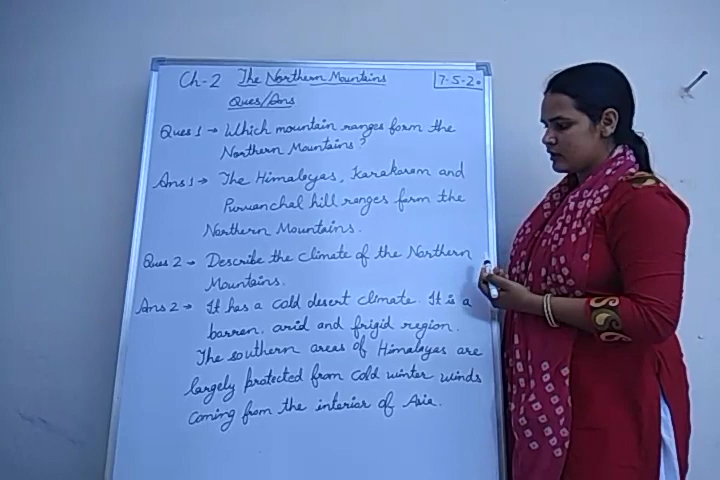 Ch-2 The Northern Mountains
7-5-20
Ques/Ans
Ques 1 → Which mountain ranges form the
Northern Mountains?
Ans 1 → The Himalayas, Karakoram and
Purvanchal hill ranges form the
Northern Mountains.
Ques 2 → Describe the climate of the Northern
Mountains.
Ans 2 → It has a cold desert climate. It is a
barren, arid and frigid region.
The southern areas of Himalayas are
largely protected from cold winter winds
coming from the interior of Asia.